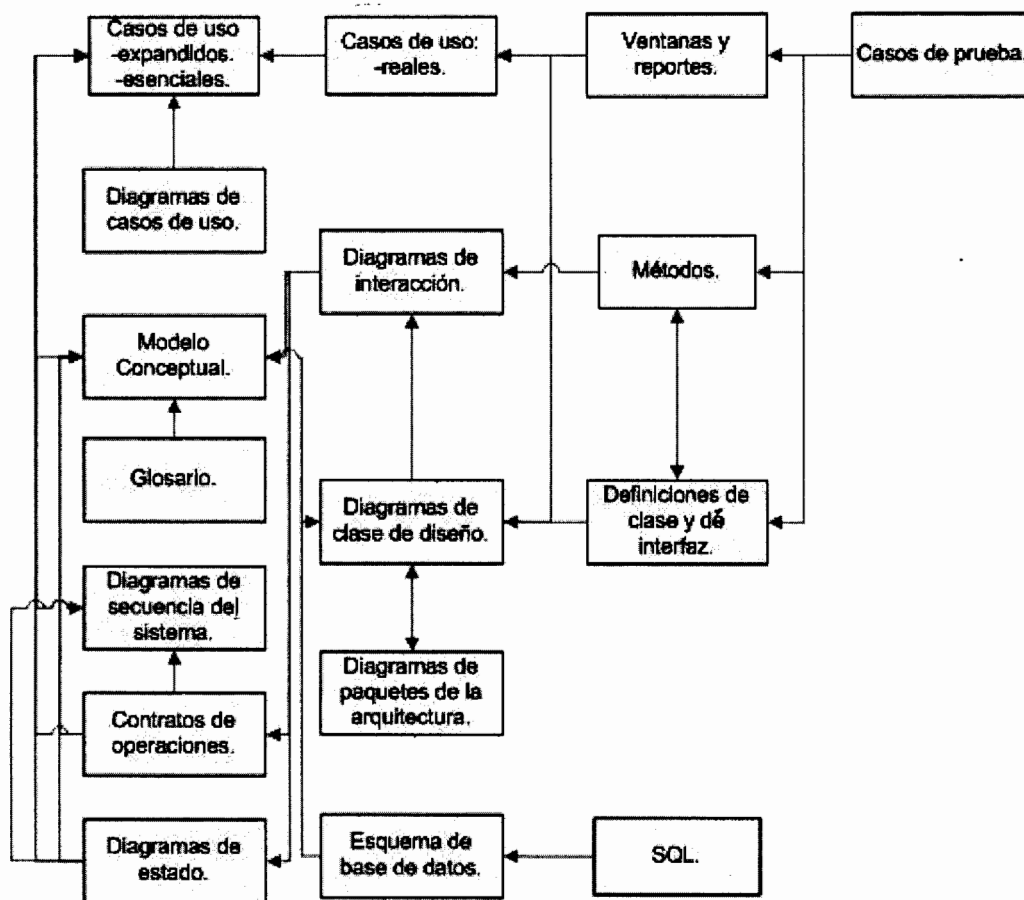 Casos de uso
-expandidos.
-esenciales.
Casos de uso:
-reales.
Ventanas y
reportes.
Casos de prueba.
Diagramas de
casos de uso.
Diagramas de
interacción.
Métodos.
Modelo
Conceptual.
Glosario.
Diagramas de
clase de diseño.
Definiciones de
clase y de
interfaz.
Diagramas de
secuencia del
sistema.
Diagramas de
paquetes de la
arquitectura.
Contratos de
operaciones.
Diagramas de
estado.
Esquema de
base de datos.
SQL.